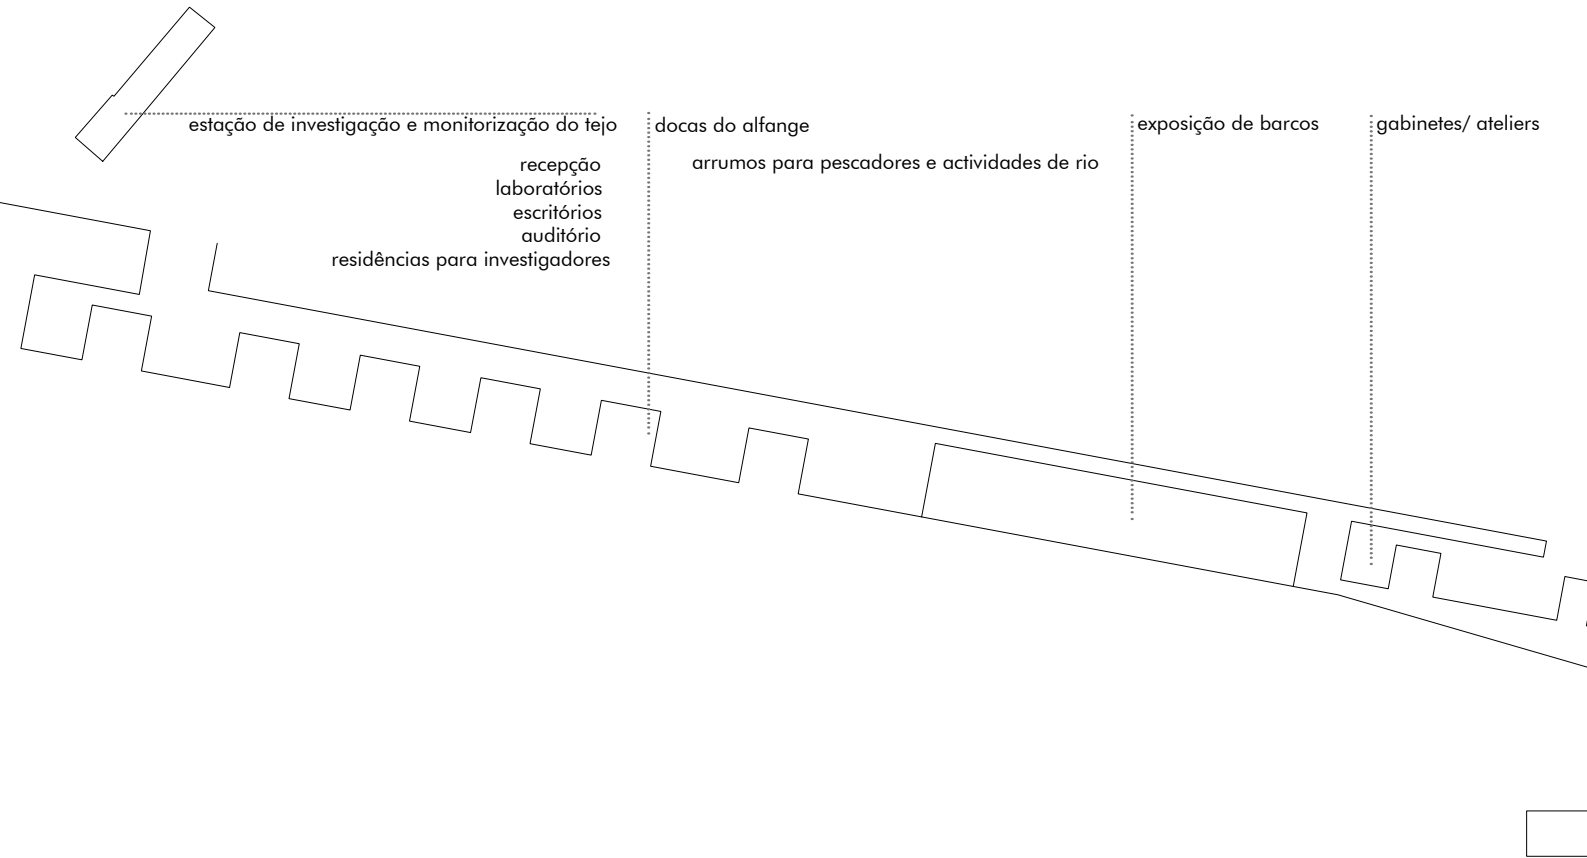 estação de investigação e monitorização do tejo
recepção
laboratórios
escritórios
auditório
residências para investigadores
docas do alfange
arrumos para pescadores e actividades de rio
exposição de barcos
gabinetes/ ateliers